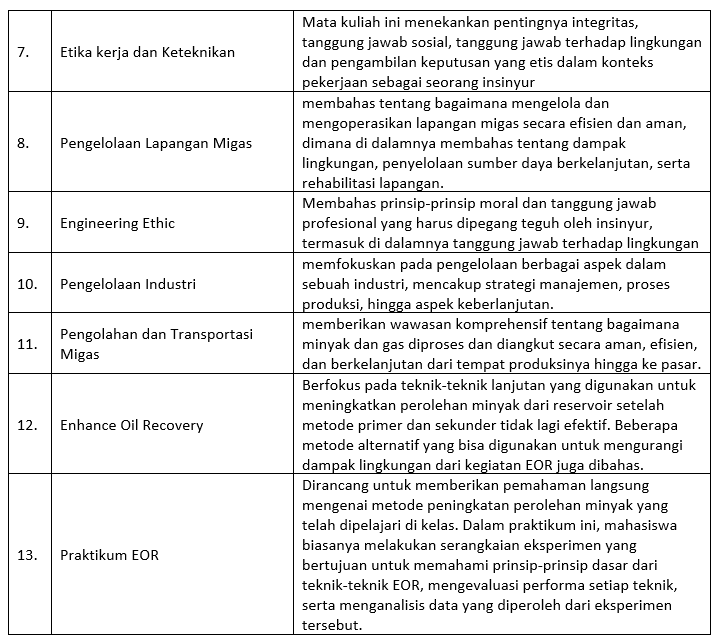 7.
Etika kerja dan Keteknikan
Mata kuliah ini menekankan pentingnya integritas,
tanggung jawab sosial, tanggung jawab terhadap lingkungan
dan pengambilan keputusan yang etis dalam konteks
pekerjaan sebagai seorang insinyur
8.
Pengelolaan Lapangan Migas
membahas tentang bagaimana mengelola dan
mengoperasikan lapangan migas secara efisien dan aman,
dimana di dalamnya membahas tentang dampak
lingkungan, penyelolaan sumber daya berkelanjutan, serta
rehabilitasi lapangan.
9.
Engineering Ethic
Membahas prinsip-prinsip moral dan tanggung jawab
profesional yang harus dipegang teguh oleh insinyur,
termasuk di dalamnya tanggung jawab terhadap lingkungan
10.
Pengelolaan Industri
memfokuskan pada pengelolaan berbagai aspek dalam
sebuah industri, mencakup strategi manajemen, proses
produksi, hingga aspek keberlanjutan.
11.
Pengolahan dan Transportasi
Migas
memberikan wawasan komprehensif tentang bagaimana
minyak dan gas diproses dan diangkut secara aman, efisien,
dan berkelanjutan dari tempat produksinya hingga ke pasar.
12.
Enhance Oil Recovery
Berfokus pada teknik-teknik lanjutan yang digunakan untuk
meningkatkan perolehan minyak dari reservoir setelah
metode primer dan sekunder tidak lagi efektif. Beberapa
metode alternatif yang bisa digunakan untuk mengurangi
dampak lingkungan dari kegiatan EOR juga dibahas.
13.
Praktikum EOR
Dirancang untuk memberikan pemahaman langsung
mengenai metode peningkatan perolehan minyak yang
telah dipelajari di kelas. Dalam praktikum ini, mahasiswa
biasanya melakukan serangkaian eksperimen yang
bertujuan untuk memahami prinsip-prinsip dasar dari
teknik-teknik EOR, mengevaluasi performa setiap teknik,
serta menganalisis data yang diperoleh dari eksperimen
tersebut.